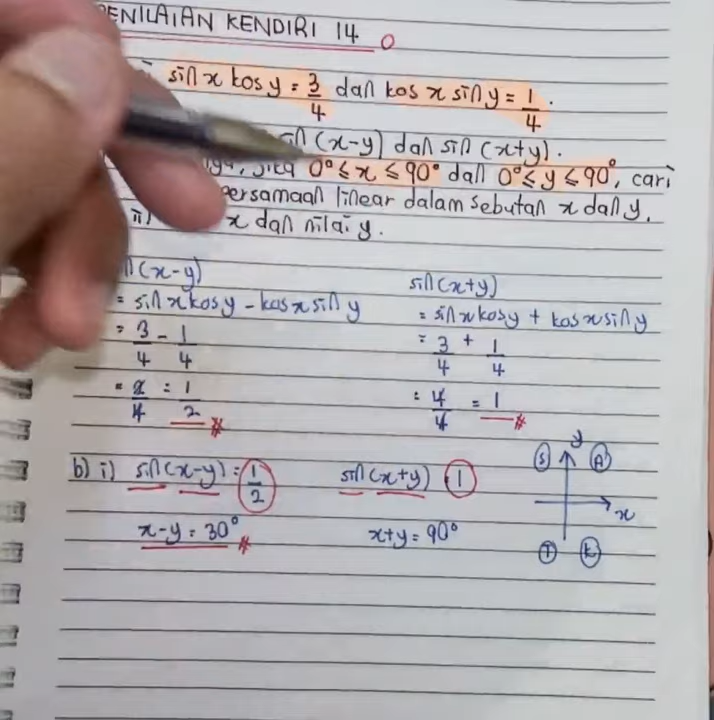 ENILAIAN KENDIRI 14
sin x kos y = 3/4 dan kos x sin y = 1/4.
(x-y) dan sin (x+y).
0° ≤ x ≤ 90° dan 0° ≤ y ≤ 90°, cari
persamaan linear dalam sebutan x dan y.
ii) x dan nilai y.
(x-y)
= sin x kos y - kos x sin y
= 3/4 - 1/4
= 2/4 = 1/2
sin (x+y)
= sin x kos y + kos x sin y
= 3/4 + 1/4
= 4/4 = 1
b) i) sin (x-y) = 1/2
sin (x+y) 1
x-y = 30°
x+y = 90°
y
S A
x
T K